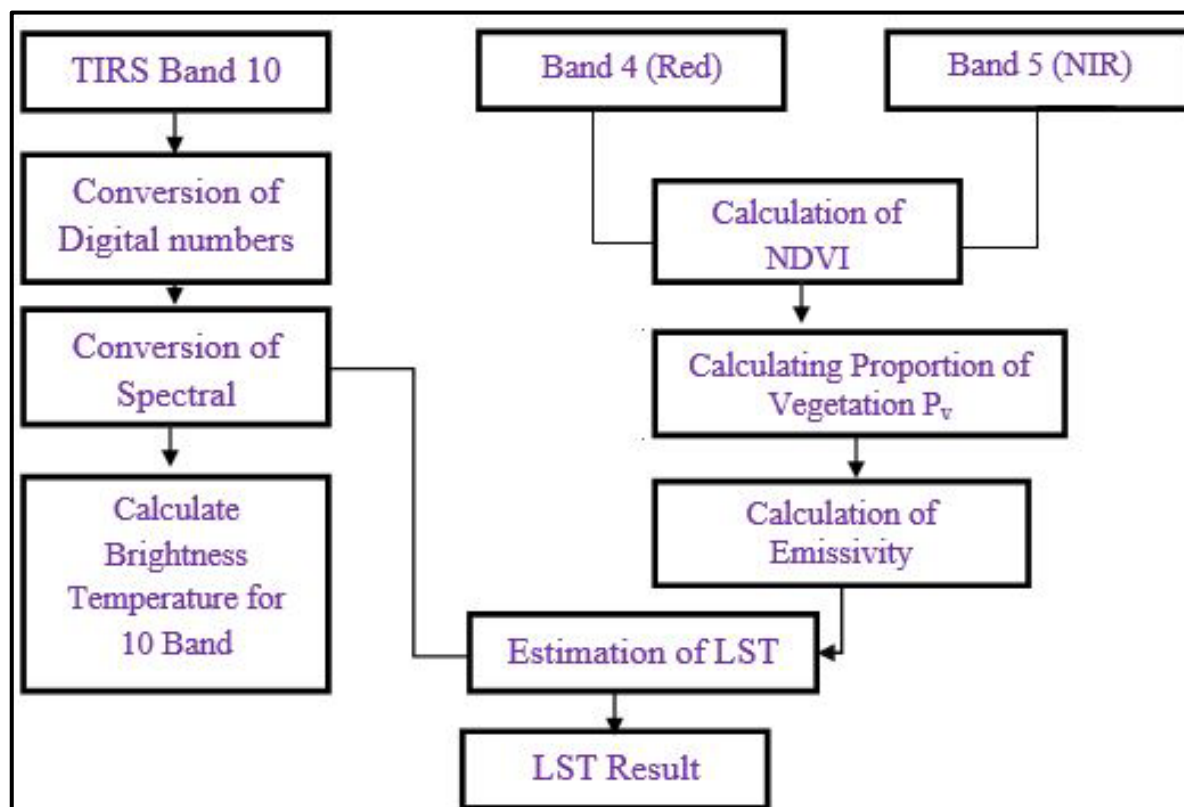 TIRS Band 10
Band 4 (Red)
Band 5 (NIR)
Conversion of
Digital numbers
Calculation of
NDVI
Conversion of
Spectral
Calculating Proportion of
Vegetation Pᵥ
Calculate
Brightness
Temperature for
10 Band
Calculation of
Emissivity
Estimation of LST
LST Result